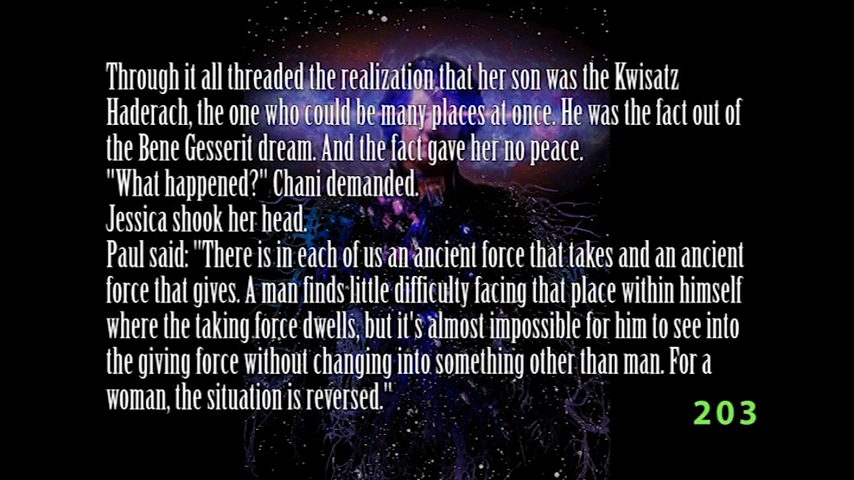 Through it all threaded the realization that her son was the Kwisatz
Haderach, the one who could be many places at once. He was the fact out of
the Bene Gesserit dream. And the fact gave her no peace.
"What happened?" Chani demanded.
Jessica shook her head.
Paul said: "There is in each of us an ancient force that takes and an ancient
force that gives. A man finds little difficulty facing that place within himself
where the taking force dwells, but it's almost impossible for him to see into
the giving force without changing into something other than man. For a
woman, the situation is reversed."
203